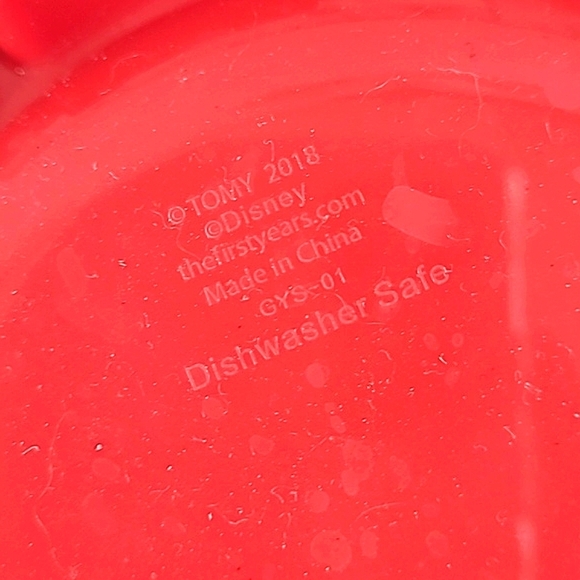 ©TOMY 2018
©Disney
thefirstyears.com
Made in China
GYS-01
Dishwasher Safe